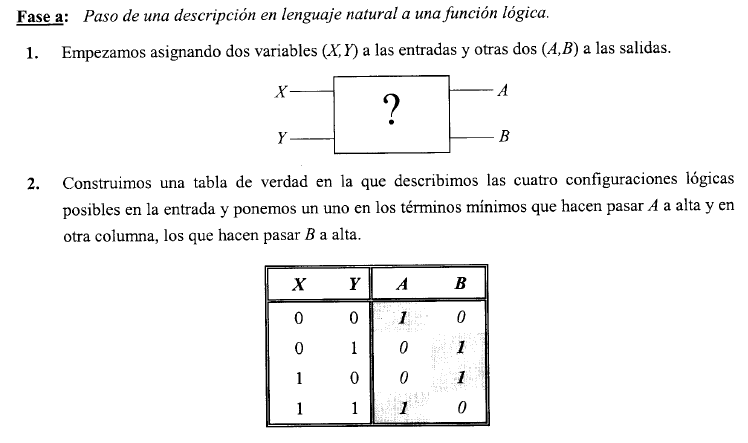 Fase a: Paso de una descripción en lenguaje natural a una función lógica.
1. Empezamos asignando dos variables (X,Y) a las entradas y otras dos (A,B) a las salidas.
X ? A
Y B
2. Construimos una tabla de verdad en la que describimos las cuatro configuraciones lógicas
posibles en la entrada y ponemos un uno en los términos mínimos que hacen pasar A a alta y en
otra columna, los que hacen pasar B a alta.
X Y A B
0 0 1 0
0 1 0 1
1 0 0 1
1 1 1 0